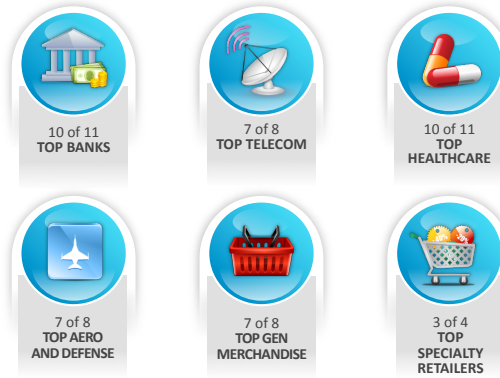 10 of 11
TOP BANKS
7 of 8
TOP TELECOM
10 of 11
TOP
HEALTHCARE
7 of 8
TOP AERO
AND DEFENSE
7 of 8
TOP GEN
MERCHANDISE
3 of 4
TOP
SPECIALTY
RETAILERS